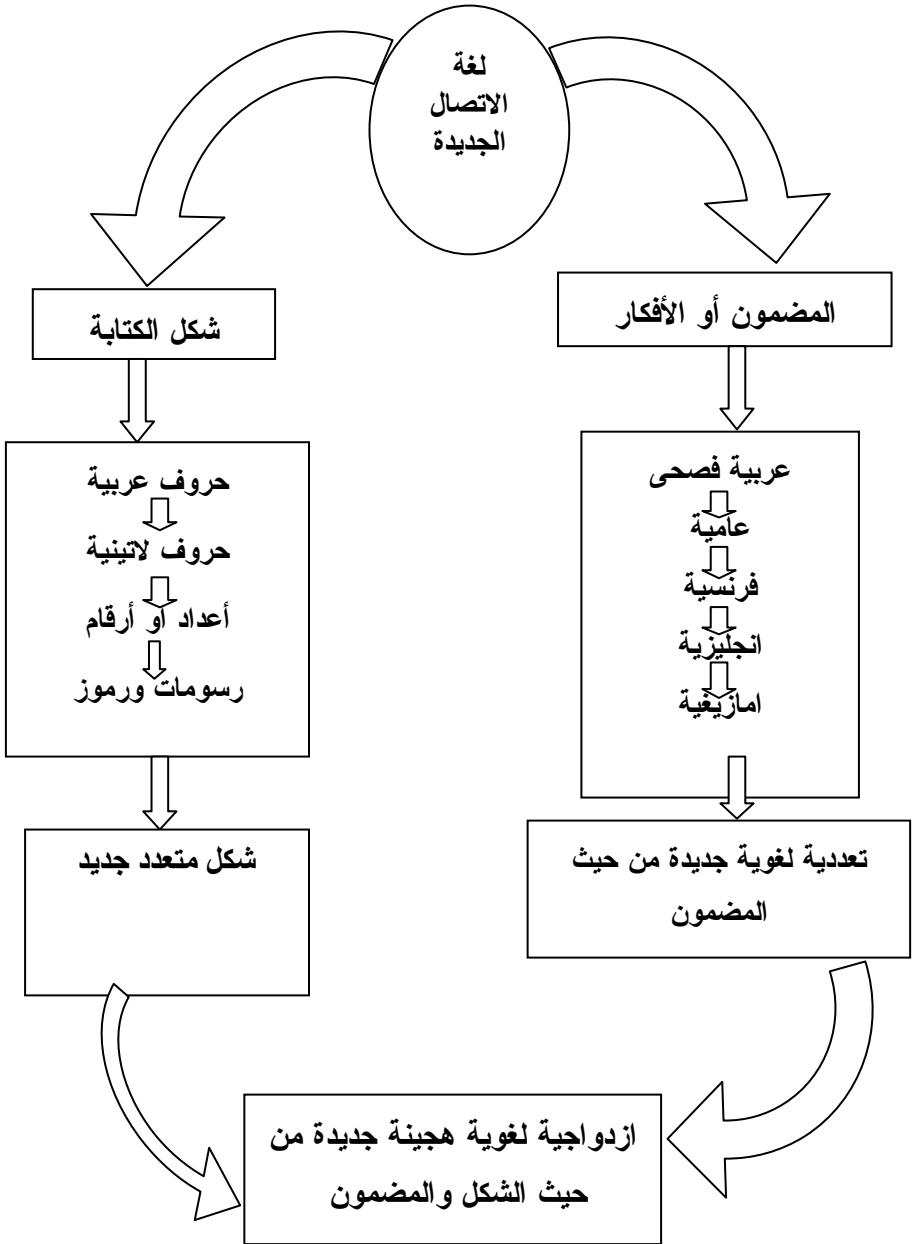 لغة
الاتصال
الجديدة
المضمون أو الأفكار
شكل الكتابة
عربية فصحى
عامية
فرنسية
انجليزية
امازيغية
حروف عربية
حروف لاتينية
أعداد او أرقام
رسومات ورموز
تعددية لغوية جديدة من حيث
المضمون
شكل متعدد جديد
ازدواجية لغوية هجينة جديدة من
حيث الشكل والمضمون